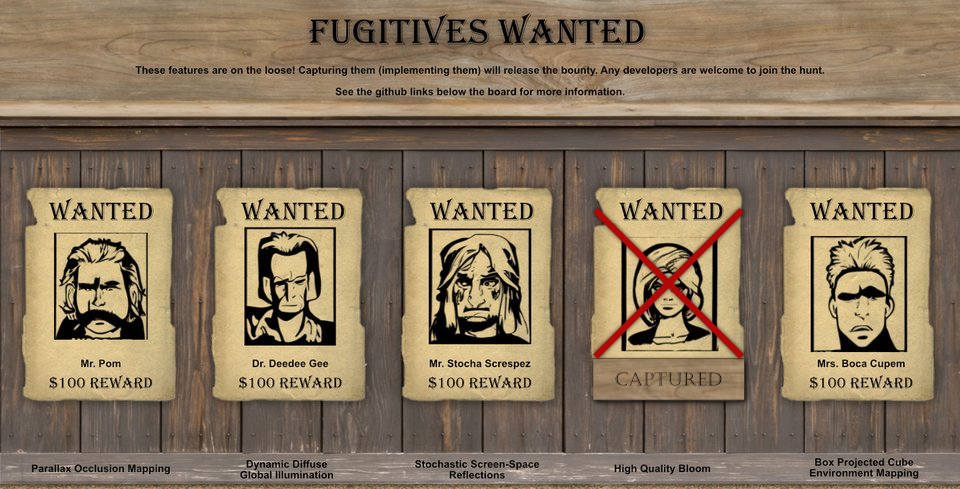 FUGITIVES WANTED
These features are on the loose! Capturing them (implementing them) will release the bounty. Any developers are welcome to join the hunt.
See the github links below the board for more information.
WANTED
Mr. Pom
$100 REWARD
Parallax Occlusion Mapping
WANTED
Dr. Deedee Gee
$100 REWARD
Dynamic Diffuse
Global Illumination
WANTED
Mr. Stocha Screspez
$100 REWARD
Stochastic Screen-Space
Reflections
WANTED
CAPTURED
High Quality Bloom
WANTED
Mrs. Boca Cupem
$100 REWARD
Box Projected Cube
Environment Mapping